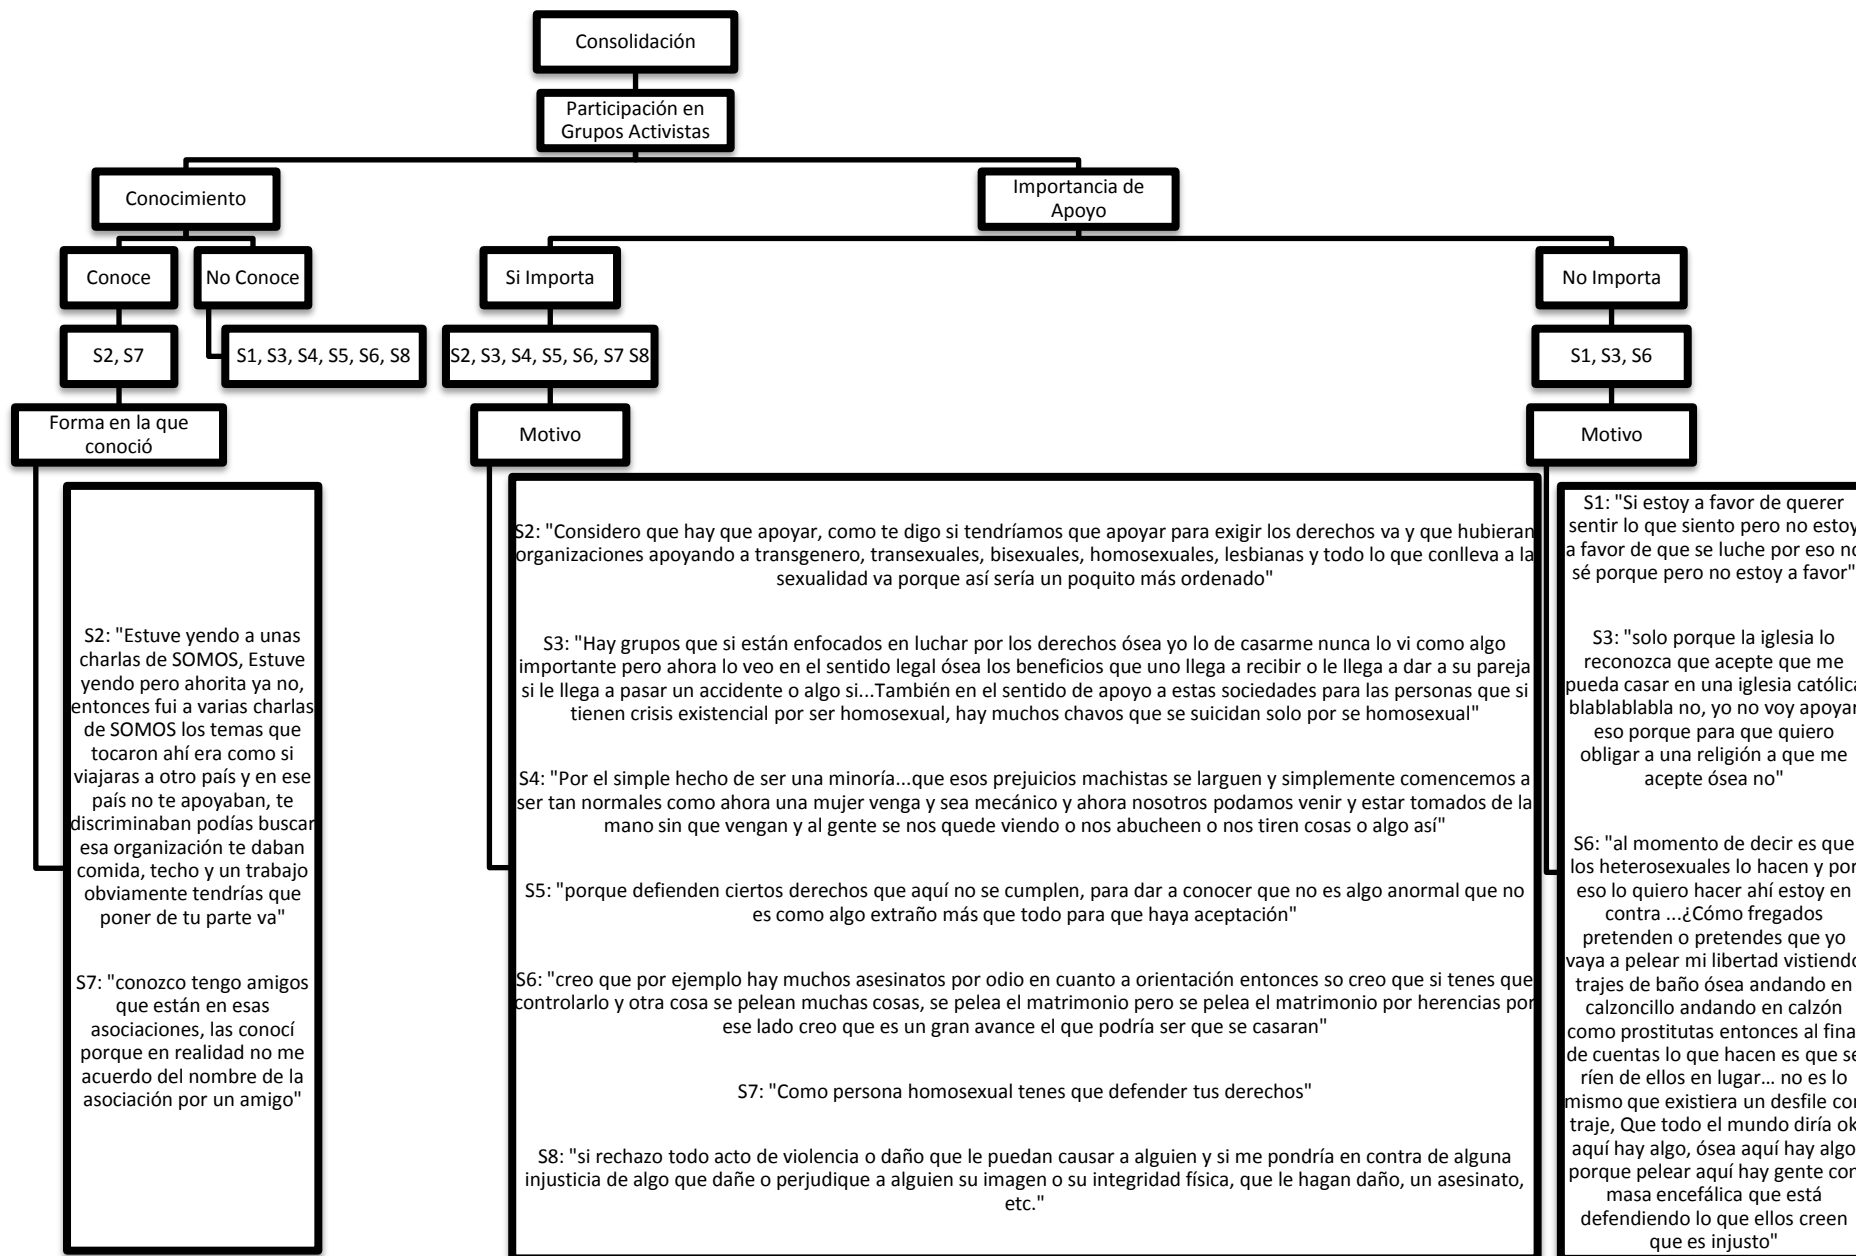 Consolidación
Participación en
Grupos Activistas
Conocimiento
Importancia de
Apoyo
Conoce
No Conoce
Si Importa
No Importa
S2, S7
S1, S3, S4, S5, S6, S8
S2, S3, S4, S5, S6, S7 S8
S1, S3, S6
Forma en la que
conoció
Motivo
Motivo
S2: "Estuve yendo a unas
charlas de SOMOS, Estuve
yendo pero ahorita ya no,
entonces fui a varias charlas
de SOMOS los temas que
tocaron ahí era como si
viajaras a otro país y en ese
país no te apoyaban, te
discriminaban podías buscar
esa organización te daban
comida, techo y un trabajo
obviamente tendrías que
poner de tu parte va"
S7: "conozco tengo amigos
que están en esas
asociaciones, las conocí
porque en realidad no me
acuerdo del nombre de la
asociación por un amigo"
S2: "Considero que hay que apoyar, como te digo si tendríamos que apoyar para exigir los derechos va y que hubieran
organizaciones apoyando a transgenero, transexuales, bisexuales, homosexuales, lesbianas y todo lo que conlleva a la
sexualidad va porque así sería un poquito más ordenado"
S3: "Hay grupos que si están enfocados en luchar por los derechos ósea yo lo de casarme nunca lo vi como algo
importante pero ahora lo veo en el sentido legal ósea los beneficios que uno llega a recibir o le llega a dar a su pareja
si le llega a pasar un accidente o algo si...También en el sentido de apoyo a estas sociedades para las personas que si
tienen crisis existencial por ser homosexual, hay muchos chavos que se suicidan solo por se homosexual"
S4: "Por el simple hecho de ser una minoría...que esos prejuicios machistas se larguen y simplemente comencemos a
ser tan normales como ahora una mujer venga y sea mecánico y ahora nosotros podamos venir y estar tomados de la
mano sin que vengan y al gente se nos quede viendo o nos abucheen o nos tiren cosas o algo así"
S5: "porque defienden ciertos derechos que aquí no se cumplen, para dar a conocer que no es algo anormal que no
es como algo extraño más que todo para que haya aceptación"
S6: "creo que por ejemplo hay muchos asesinatos por odio en cuanto a orientación entonces so creo que si tenes que
controlarlo y otra cosa se pelean muchas cosas, se pelea el matrimonio pero se pelea el matrimonio por herencias por
ese lado creo que es un gran avance el que podría ser que se casaran"
S7: "Como persona homosexual tenes que defender tus derechos"
S8: "si rechazo todo acto de violencia o daño que le puedan causar a alguien y si me pondría en contra de alguna
injusticia de algo que dañe o perjudique a alguien su imagen o su integridad física, que le hagan daño, un asesinato,
etc."
S1: "Si estoy a favor de querer
sentir lo que siento pero no estoy
a favor de que se luche por eso no
sé porque pero no estoy a favor"
S3: "solo porque la iglesia lo
reconozca que acepte que me
pueda casar en una iglesia católica
blablablabla no, yo no voy apoyar
eso porque para que quiero
obligar a una religión a que me
acepte ósea no"
S6: "al momento de decir es que
los heterosexuales lo hacen y por
eso lo quiero hacer ahí estoy en
contra ...¿Cómo fregados
pretenden o pretendes que yo
vaya a pelear mi libertad vistiendo
trajes de baño ósea andando en
calzoncillo andando en calzón
como prostitutas entonces al final
de cuentas lo que hacen es que se
ríen de ellos en lugar... no es lo
mismo que existiera un desfile con
traje, Que todo el mundo diría ok
aquí hay algo, ósea aquí hay algo
porque pelear aquí hay gente con
masa encefálica que está
defendiendo lo que ellos creen
que es injusto"